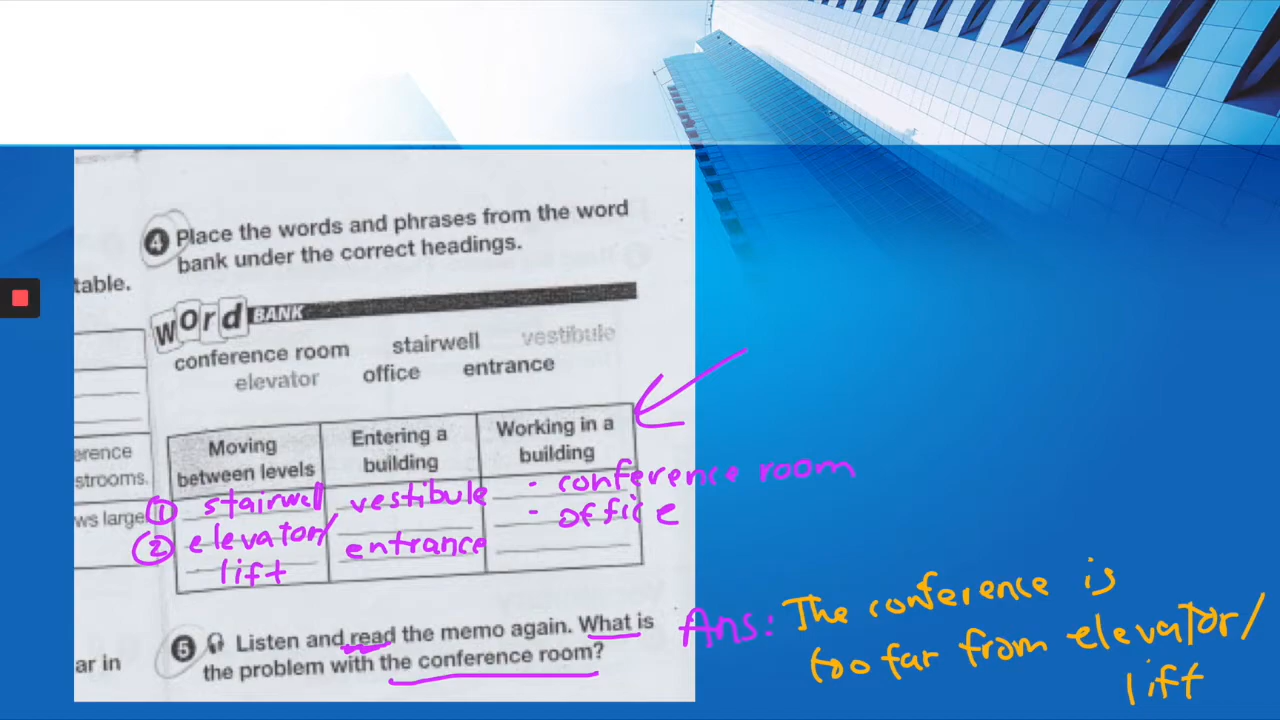 4 Place the words and phrases from the word
bank under the correct headings.
table.
Word BANK
conference room stairwell vestibule
elevator office entrance
Moving between levels
Entering a building
Working in a building
① stairwell
② elevator/
lift
vestibule
entrance
- conference room
- office
erence
strooms.
ws large
5 Listen and read the memo again. What is
the problem with the conference room?
ar in
Ans: The conference is
too far from elevator/
lift